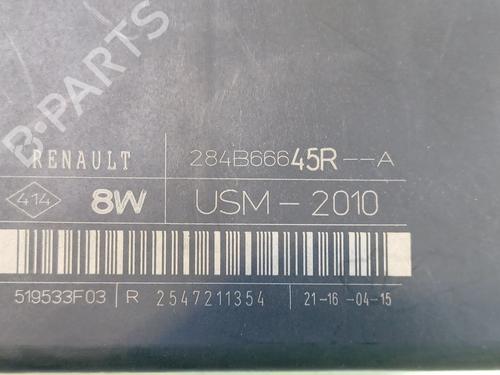 B-PARTS
RENAULT 284B66645R--A
414 8W USM-2010
519533F03 R 2547211354 21-16-04-15